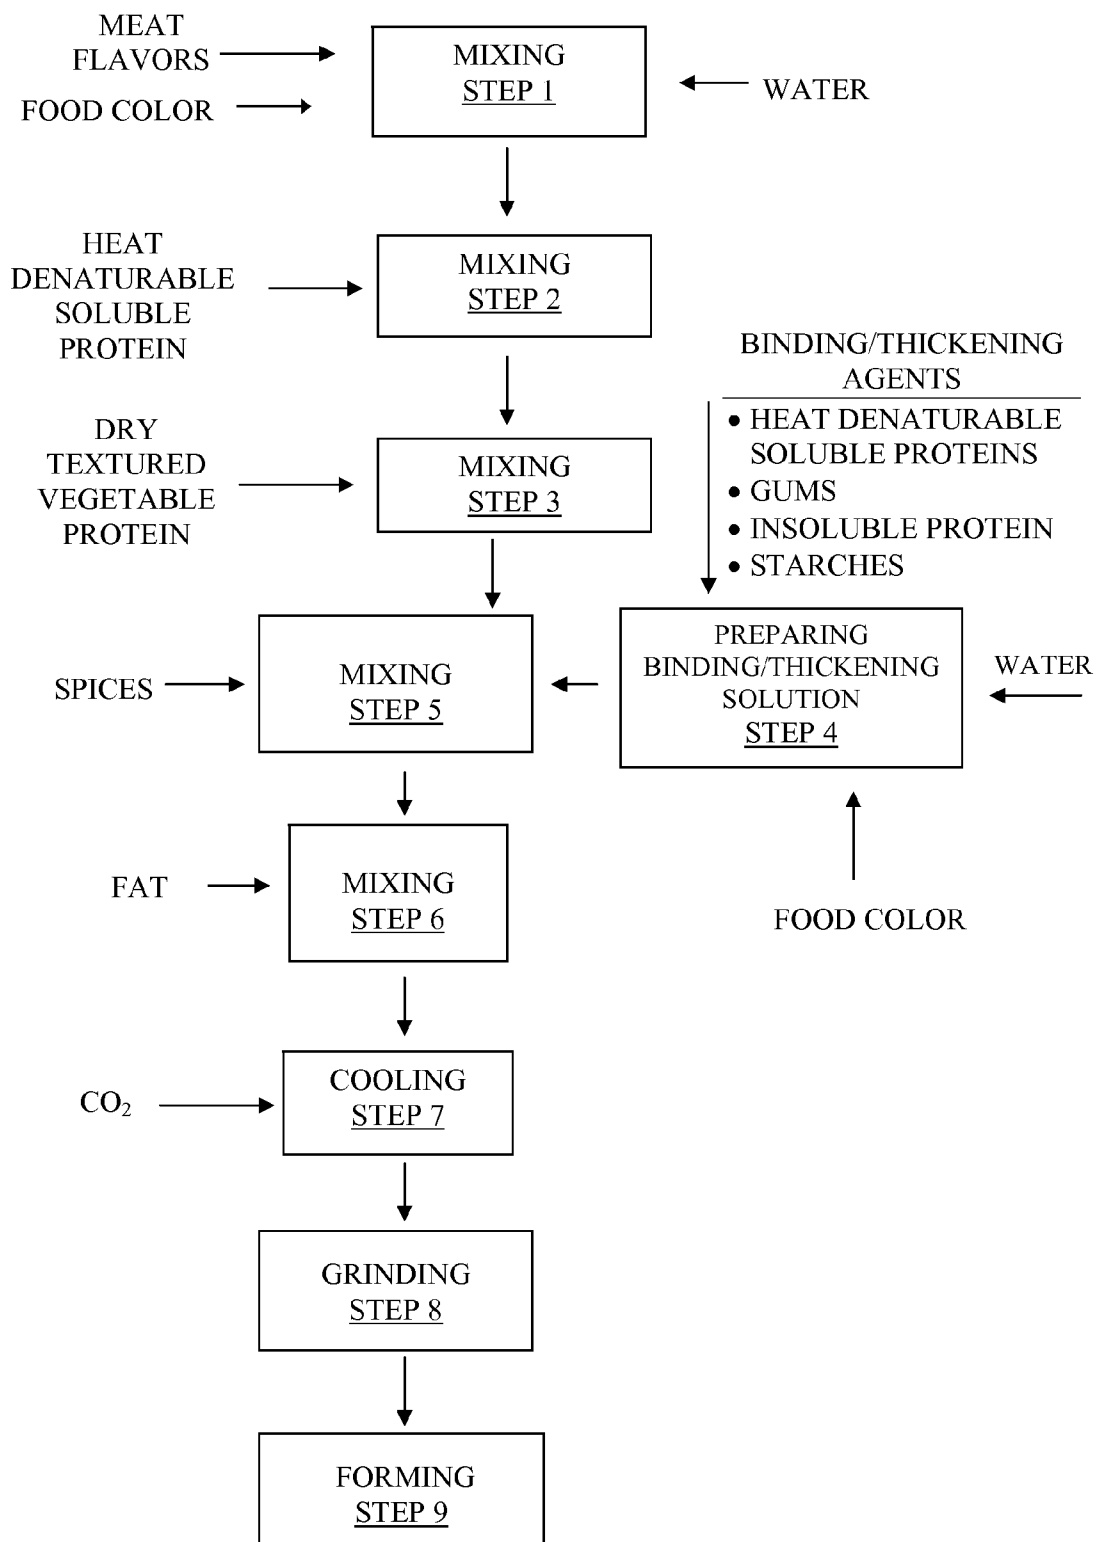 MEAT
FLAVORS
FOOD COLOR
MIXING
STEP 1
WATER
HEAT
DENATURABLE
SOLUBLE
PROTEIN
MIXING
STEP 2
BINDING/THICKENING
AGENTS
• HEAT DENATURABLE
SOLUBLE PROTEINS
• GUMS
• INSOLUBLE PROTEIN
• STARCHES
DRY
TEXTURED
VEGETABLE
PROTEIN
MIXING
STEP 3
SPICES
MIXING
STEP 5
PREPARING
BINDING/THICKENING
SOLUTION
STEP 4
WATER
FOOD COLOR
FAT
MIXING
STEP 6
CO₂
COOLING
STEP 7
GRINDING
STEP 8
FORMING
STEP 9